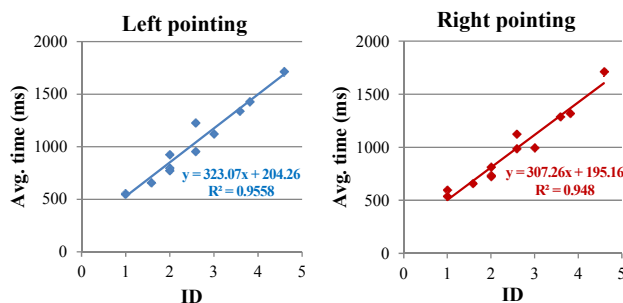 Left pointing
Avg. time (ms)
2000
1500
1000
500
0
y = 323.07x + 204.26
R² = 0.9558
0 1 2 3 4 5
ID
Right pointing
Avg. time (ms)
2000
1500
1000
500
0
y = 307.26x + 195.16
R² = 0.948
0 1 2 3 4 5
ID